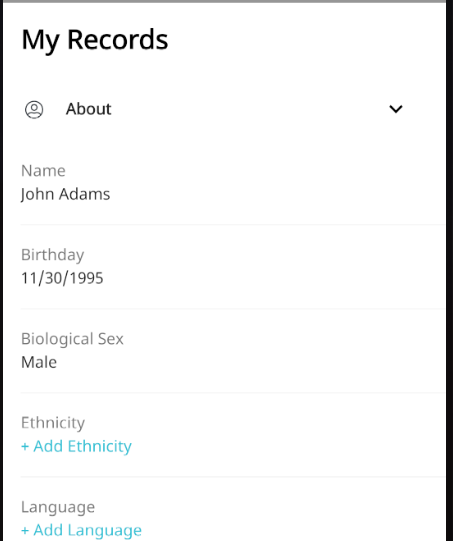 My Records
About
Name
John Adams
Birthday
11/30/1995
Biological Sex
Male
Ethnicity
+ Add Ethnicity
Language
+ Add Language